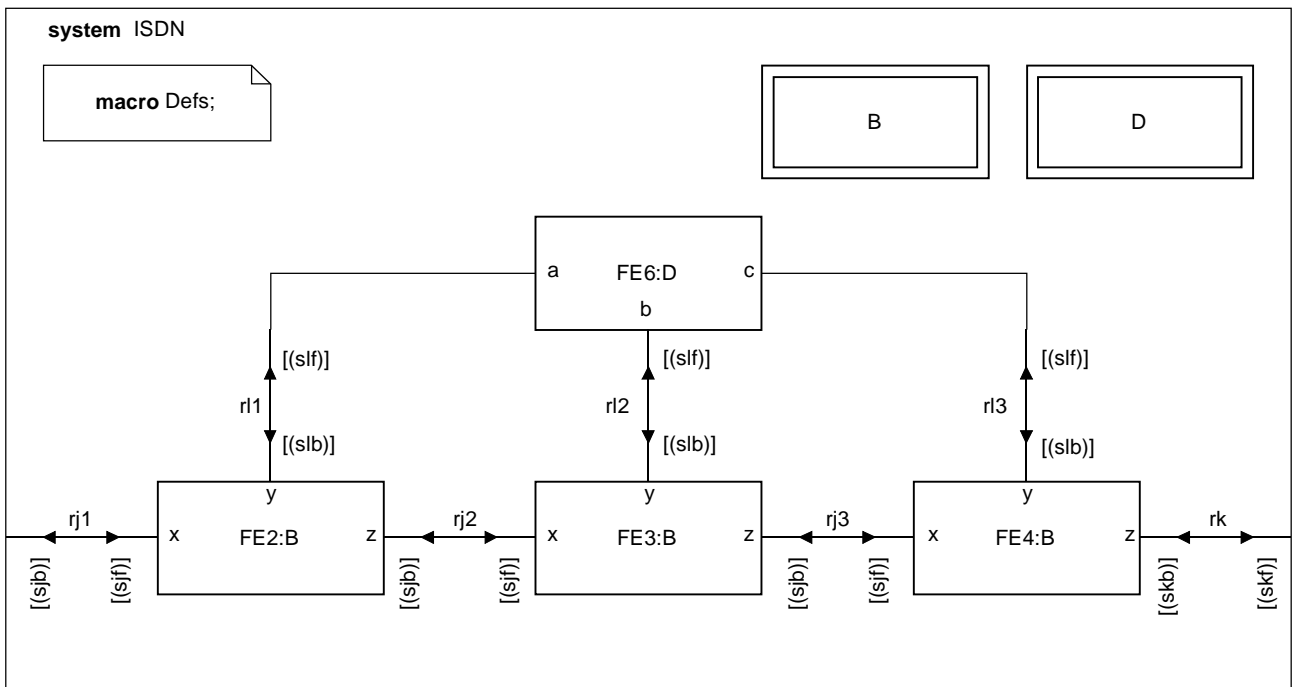 system ISDN
macro Defs;
B
D
a
FE6:D
c
b
[(slf)]
[(slf)]
[(slf)]
rl1
rl2
rl3
[(slb)]
[(slb)]
[(slb)]
y
y
y
rj1
x
FE2:B
z
rj2
x
FE3:B
z
rj3
x
FE4:B
z
rk
[(sjb)]
[(sjf)]
[(sjb)]
[(sjf)]
[(sjb)]
[(sjf)]
[(skb)]
[(skf)]